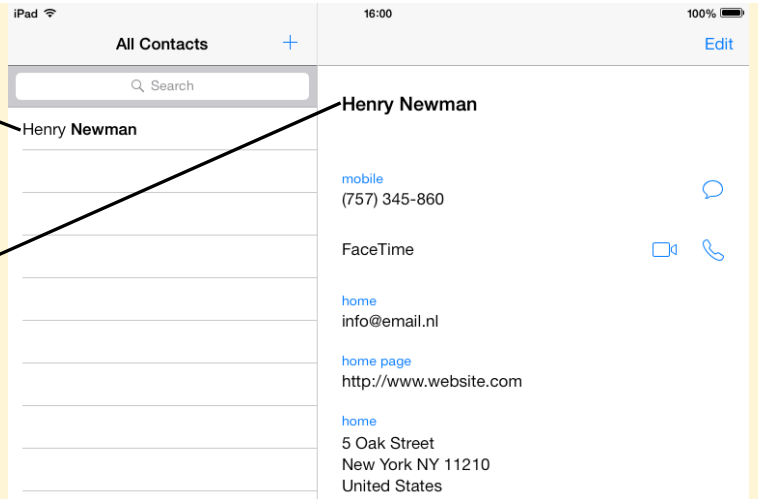 iPad 16:00 100%
All Contacts + Edit
Search
Henry Newman
Henry Newman
mobile
(757) 345-860
FaceTime
home
info@email.nl
home page
http://www.website.com
home
5 Oak Street
New York NY 11210
United States